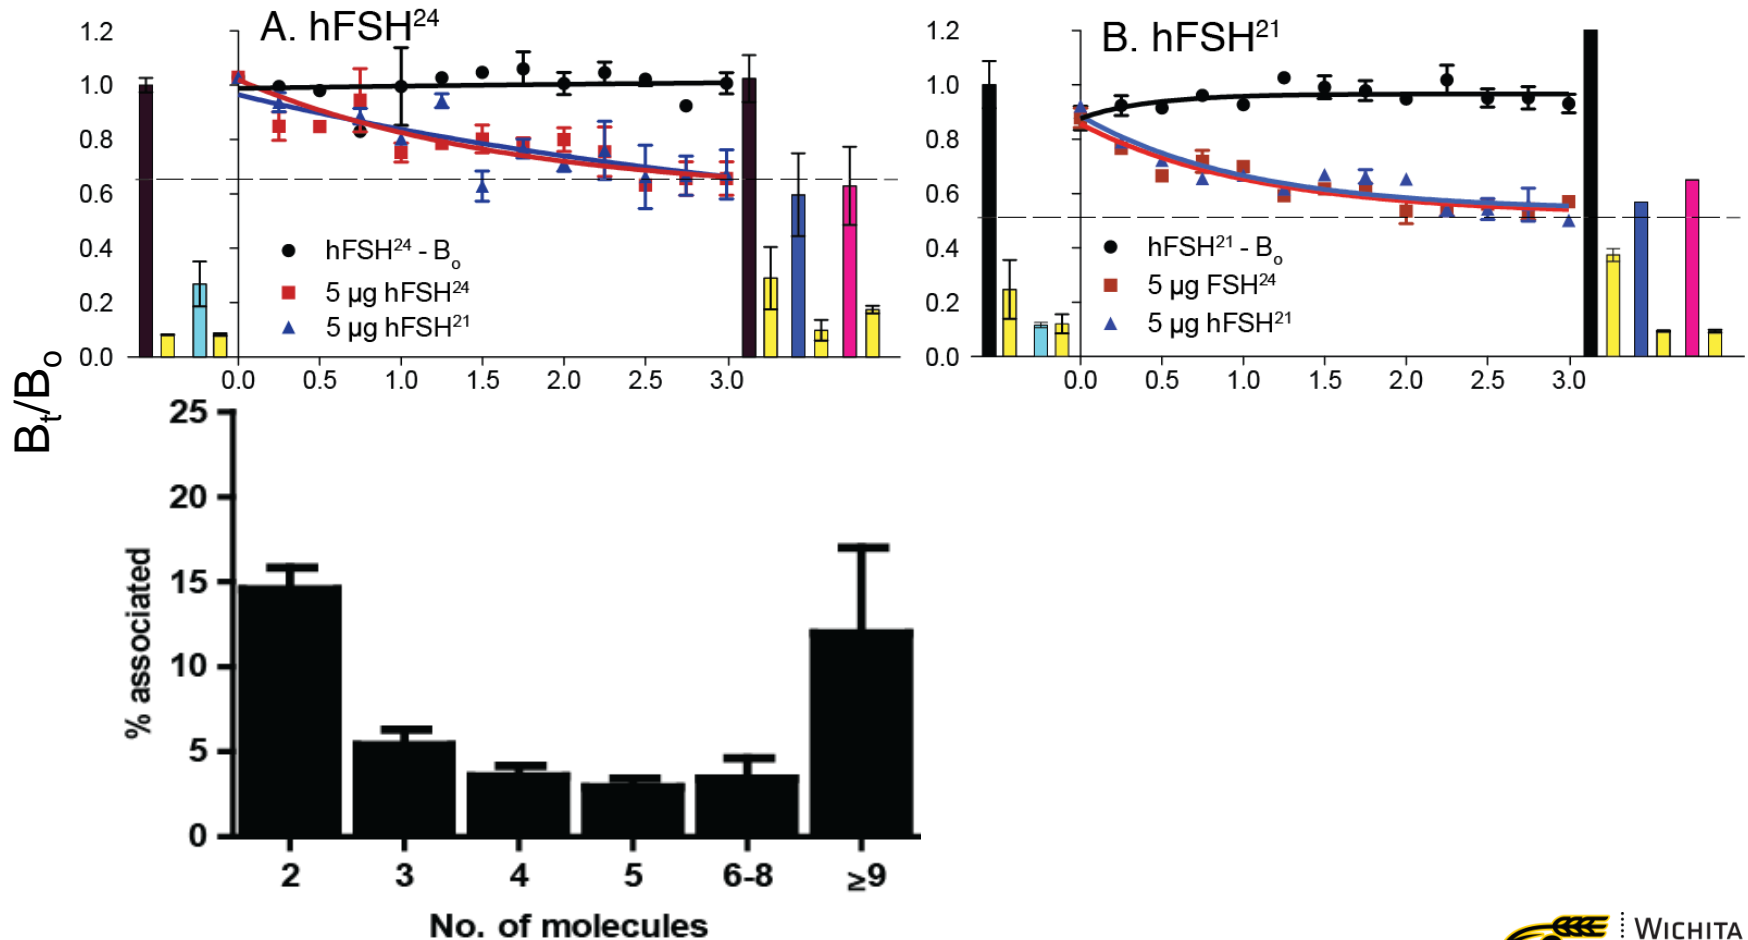 A. hFSH²⁴
1.2
1.0
0.8
0.6
0.4
0.2
0.0
hFSH²⁴ - Bₒ
5 µg hFSH²⁴
5 µg hFSH²¹
0.0 0.5 1.0 1.5 2.0 2.5 3.0
B. hFSH²¹
1.2
1.0
0.8
0.6
0.4
0.2
0.0
hFSH²¹ - Bₒ
5 µg FSH²⁴
5 µg hFSH²¹
0.0 0.5 1.0 1.5 2.0 2.5 3.0
Bₜ/Bₒ
25
20
15
10
5
0
% associated
2 3 4 5 6-8 ≥9
No. of molecules
WICHITA